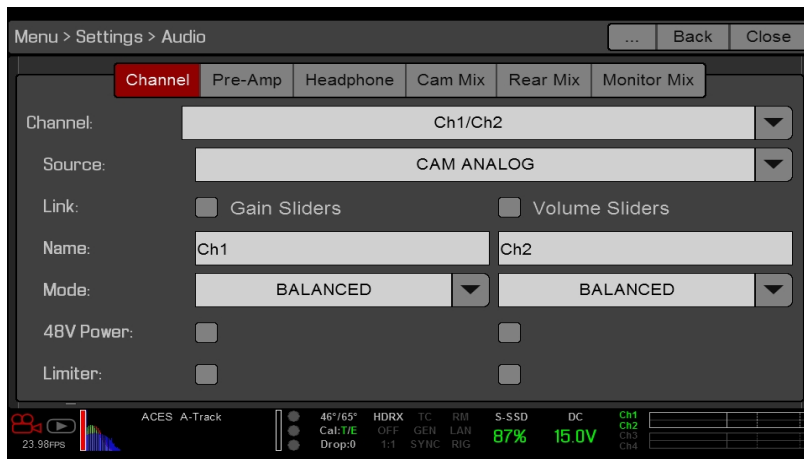 Menu > Settings > Audio ... Back Close
Channel Pre-Amp Headphone Cam Mix Rear Mix Monitor Mix
Channel: Ch1/Ch2
Source: CAM ANALOG
Link: Gain Sliders Volume Sliders
Name: Ch1 Ch2
Mode: BALANCED BALANCED
48V Power:
Limiter:
ACES A-Track 46°/65° HDRX TC RM S-SSD DC Ch1
Cal:T/E OFF GEN LAN 87% 15.0V Ch2
23.98FPS Drop:0 1:1 SYNC RIG Ch3
Ch4